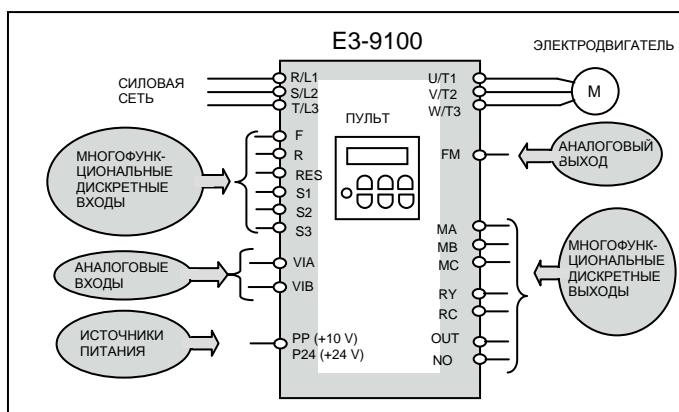 Е3-9100
ЭЛЕКТРОДВИГАТЕЛЬ
СИЛОВАЯ
СЕТЬ
R/L1
S/L2
T/L3
U/T1
V/T2
W/T3
М
ПУЛЬТ
МНОГОФУНК-
ЦИОНАЛЬНЫЕ
ДИСКРЕТНЫЕ
ВХОДЫ
F
R
RES
S1
S2
S3
FM
АНАЛОГОВЫЙ
ВЫХОД
АНАЛОГОВЫЕ
ВХОДЫ
VIA
VIB
MA
MB
MC
RY
RC
OUT
NO
МНОГОФУНК-
ЦИОНАЛЬНЫЕ
ДИСКРЕТНЫЕ
ВЫХОДЫ
ИСТОЧНИКИ
ПИТАНИЯ
PP (+10 V)
P24 (+24 V)